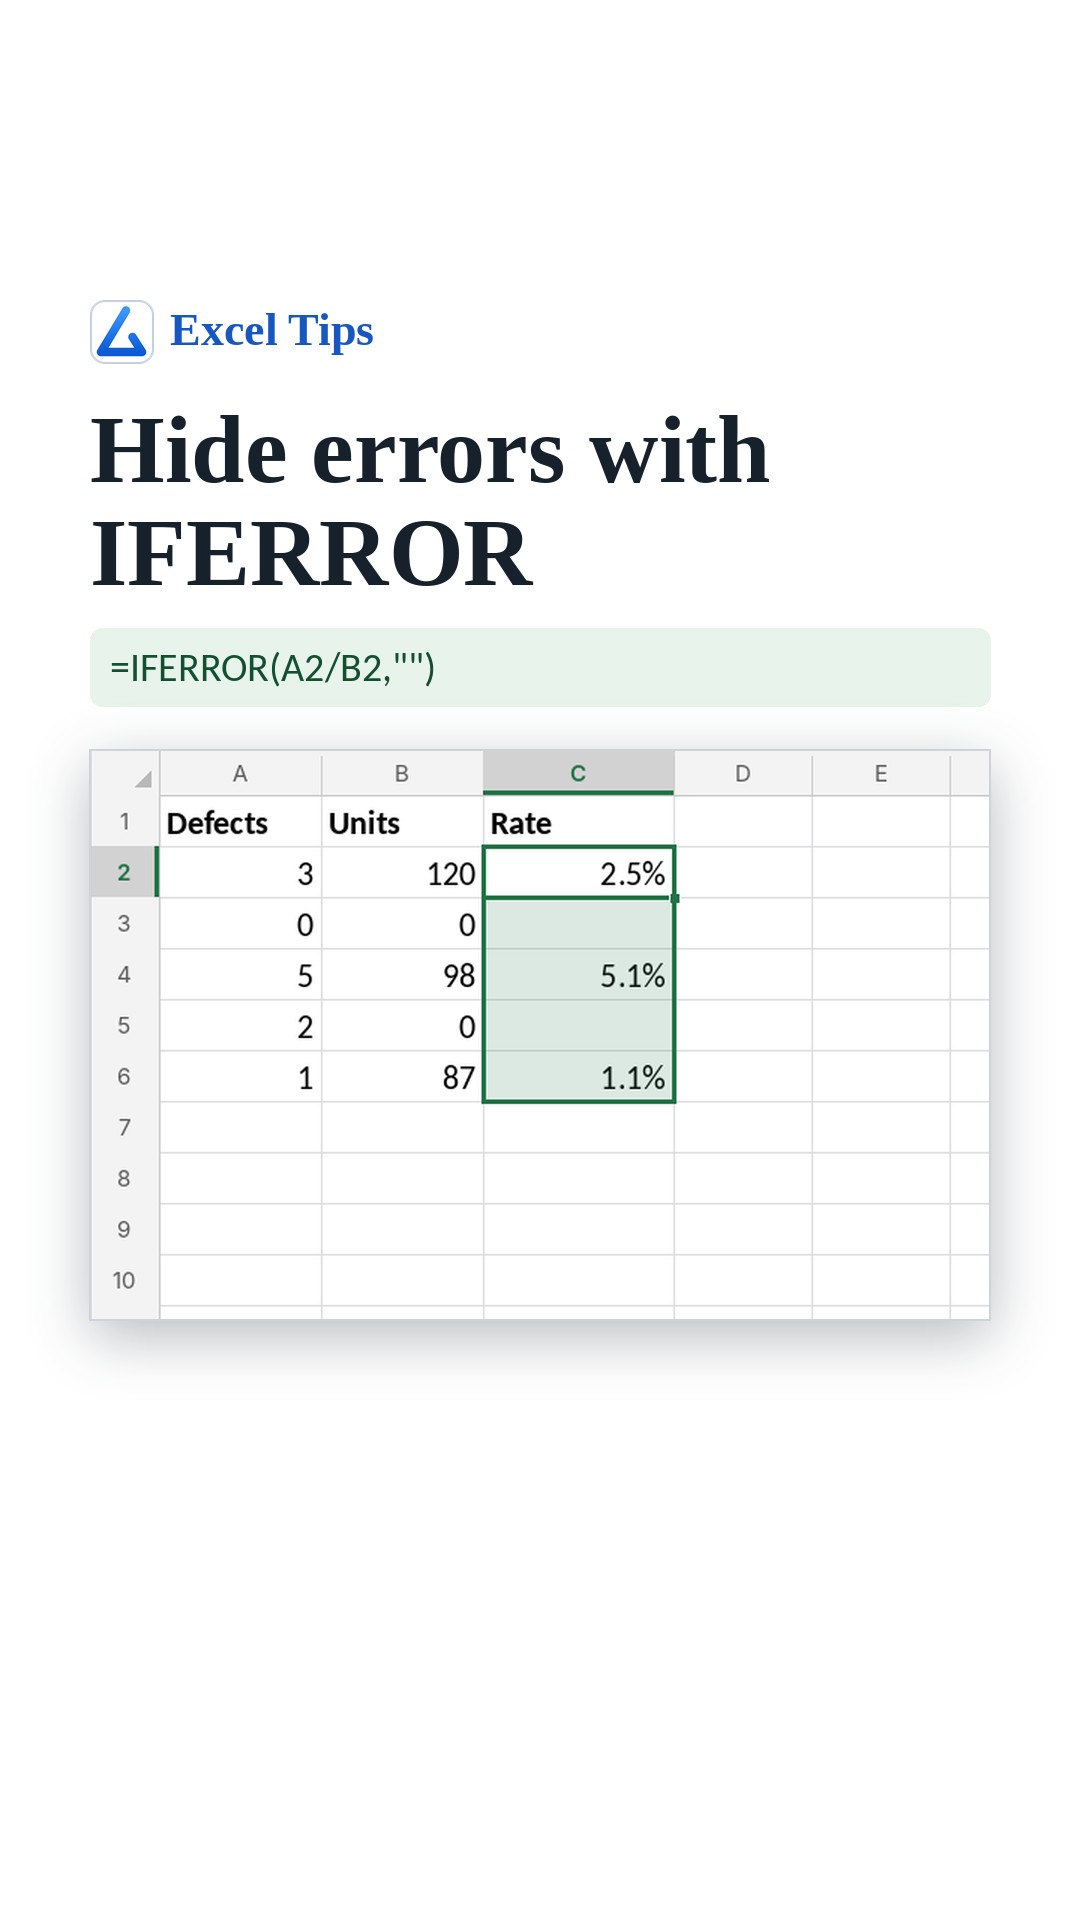 Excel Tips
Hide errors with
IFERROR
=IFERROR(A2/B2,"")
A B C D E
1 Defects Units Rate
2 3 120 2.5%
3 0 0
4 5 98 5.1%
5 2 0
6 1 87 1.1%
7
8
9
10